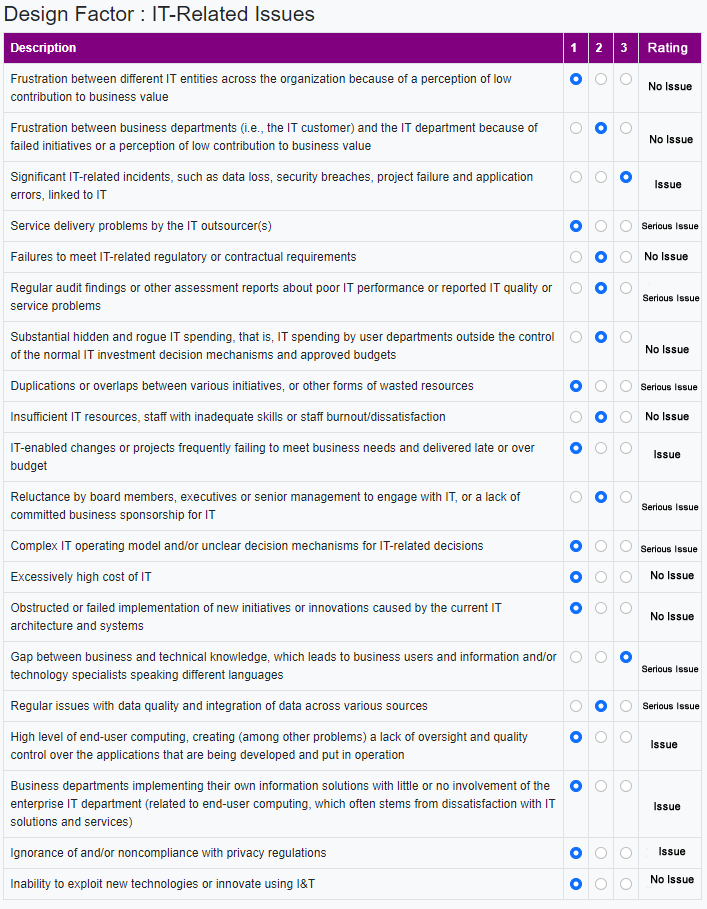 Design Factor : IT-Related Issues
Description 1 2 3 Rating
Frustration between different IT entities across the organization because of a perception of low
contribution to business value
No Issue
Frustration between business departments (i.e., the IT customer) and the IT department because of
failed initiatives or a perception of low contribution to business value
No Issue
Significant IT-related incidents, such as data loss, security breaches, project failure and application
errors, linked to IT
Issue
Service delivery problems by the IT outsourcer(s) Serious Issue
Failures to meet IT-related regulatory or contractual requirements No Issue
Regular audit findings or other assessment reports about poor IT performance or reported IT quality or
service problems
Serious Issue
Substantial hidden and rogue IT spending, that is, IT spending by user departments outside the control
of the normal IT investment decision mechanisms and approved budgets
No Issue
Duplications or overlaps between various initiatives, or other forms of wasted resources Serious Issue
Insufficient IT resources, staff with inadequate skills or staff burnout/dissatisfaction No Issue
IT-enabled changes or projects frequently failing to meet business needs and delivered late or over
budget
Issue
Reluctance by board members, executives or senior management to engage with IT, or a lack of
committed business sponsorship for IT
Serious Issue
Complex IT operating model and/or unclear decision mechanisms for IT-related decisions Serious Issue
Excessively high cost of IT No Issue
Obstructed or failed implementation of new initiatives or innovations caused by the current IT
architecture and systems
No Issue
Gap between business and technical knowledge, which leads to business users and information and/or
technology specialists speaking different languages
Serious Issue
Regular issues with data quality and integration of data across various sources Serious Issue
High level of end-user computing, creating (among other problems) a lack of oversight and quality
control over the applications that are being developed and put in operation
Issue
Business departments implementing their own information solutions with little or no involvement of the
enterprise IT department (related to end-user computing, which often stems from dissatisfaction with IT
solutions and services)
Issue
Ignorance of and/or noncompliance with privacy regulations Issue
Inability to exploit new technologies or innovate using I&T No Issue